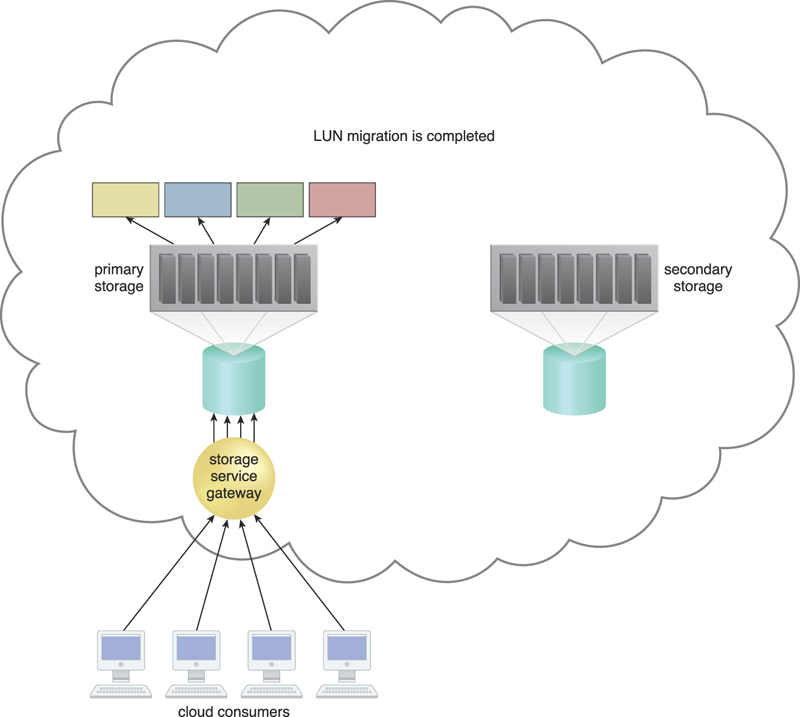 LUN migration is completed
primary
storage
secondary
storage
storage
service
gateway
cloud consumers